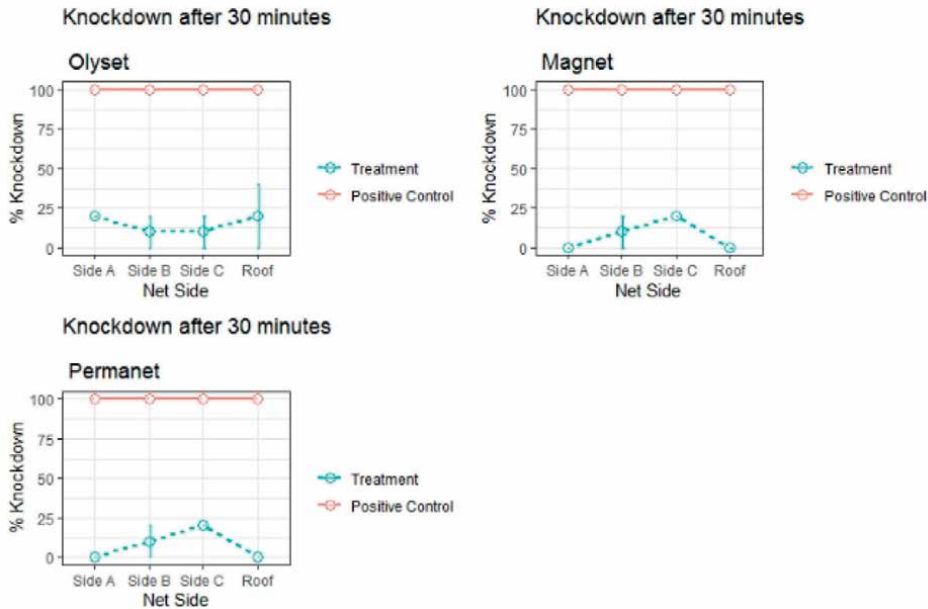 Knockdown after 30 minutes
Olyset
100
75
50
25
0
% Knockdown
Side A Side B Side C Roof
Net Side
Treatment
Positive Control
Knockdown after 30 minutes
Magnet
100
75
50
25
0
% Knockdown
Side A Side B Side C Roof
Net Side
Treatment
Positive Control
Knockdown after 30 minutes
Permanet
100
75
50
25
0
% Knockdown
Side A Side B Side C Roof
Net Side
Treatment
Positive Control